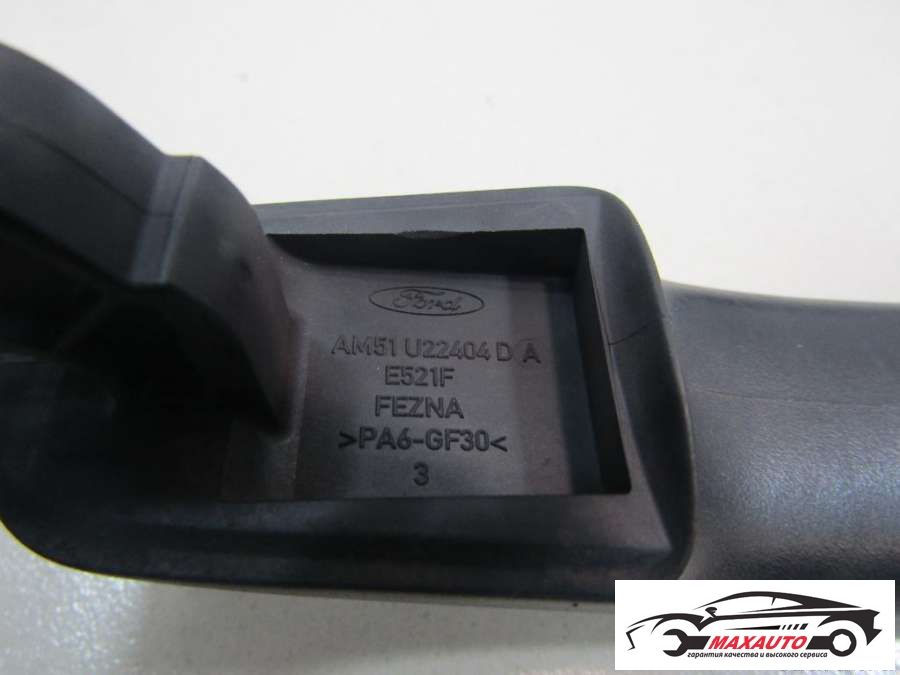 Ford
AM51 U22404 D A
E521F
FEZNA
>PA6-GF30<
3
MAXAUTO
гарантия качества и высокого сервиса